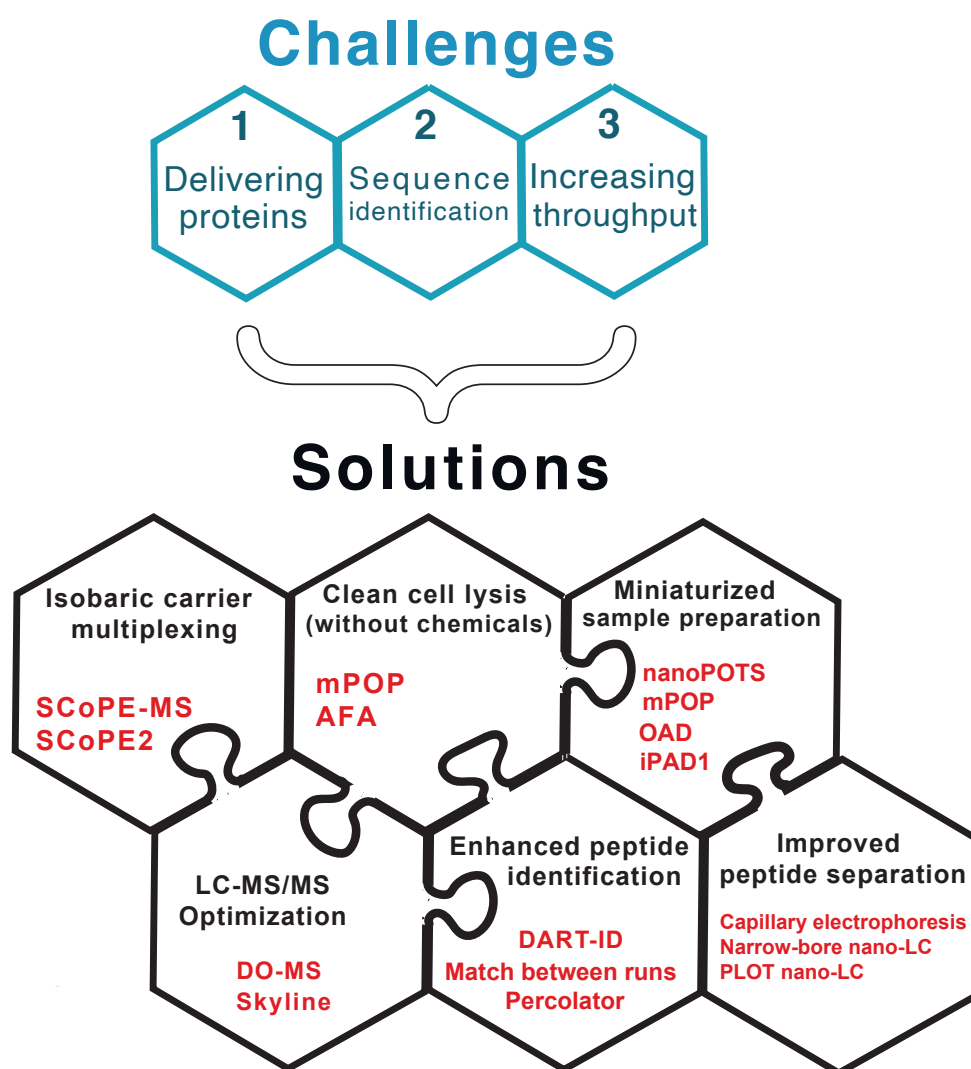 Challenges
1
Delivering
proteins
2
Sequence
identification
3
Increasing
throughput
Solutions
Isobaric carrier
multiplexing
SCoPE-MS
SCoPE2
Clean cell lysis
(without chemicals)
mPOP
AFA
Miniaturized
sample preparation
nanoPOTS
mPOP
OAD
iPAD1
LC-MS/MS
Optimization
DO-MS
Skyline
Enhanced peptide
identification
DART-ID
Match between runs
Percolator
Improved
peptide separation
Capillary electrophoresis
Narrow-bore nano-LC
PLOT nano-LC